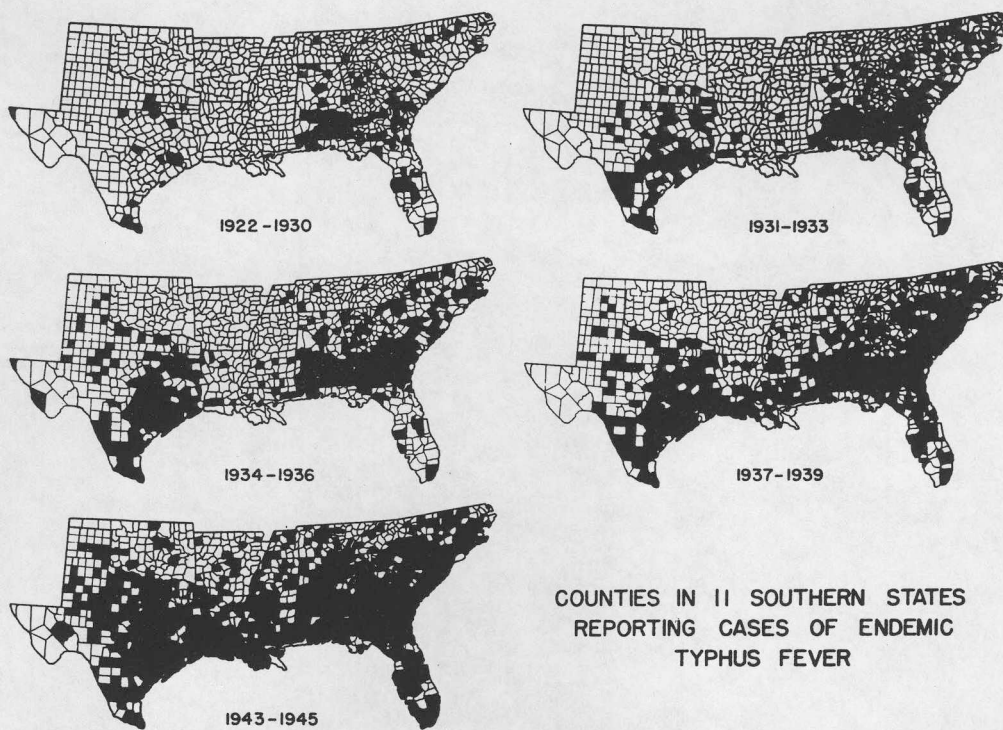 1922-1930
1931-1933
1934-1936
1937-1939
1943-1945
COUNTIES IN 11 SOUTHERN STATES
REPORTING CASES OF ENDEMIC
TYPHUS FEVER